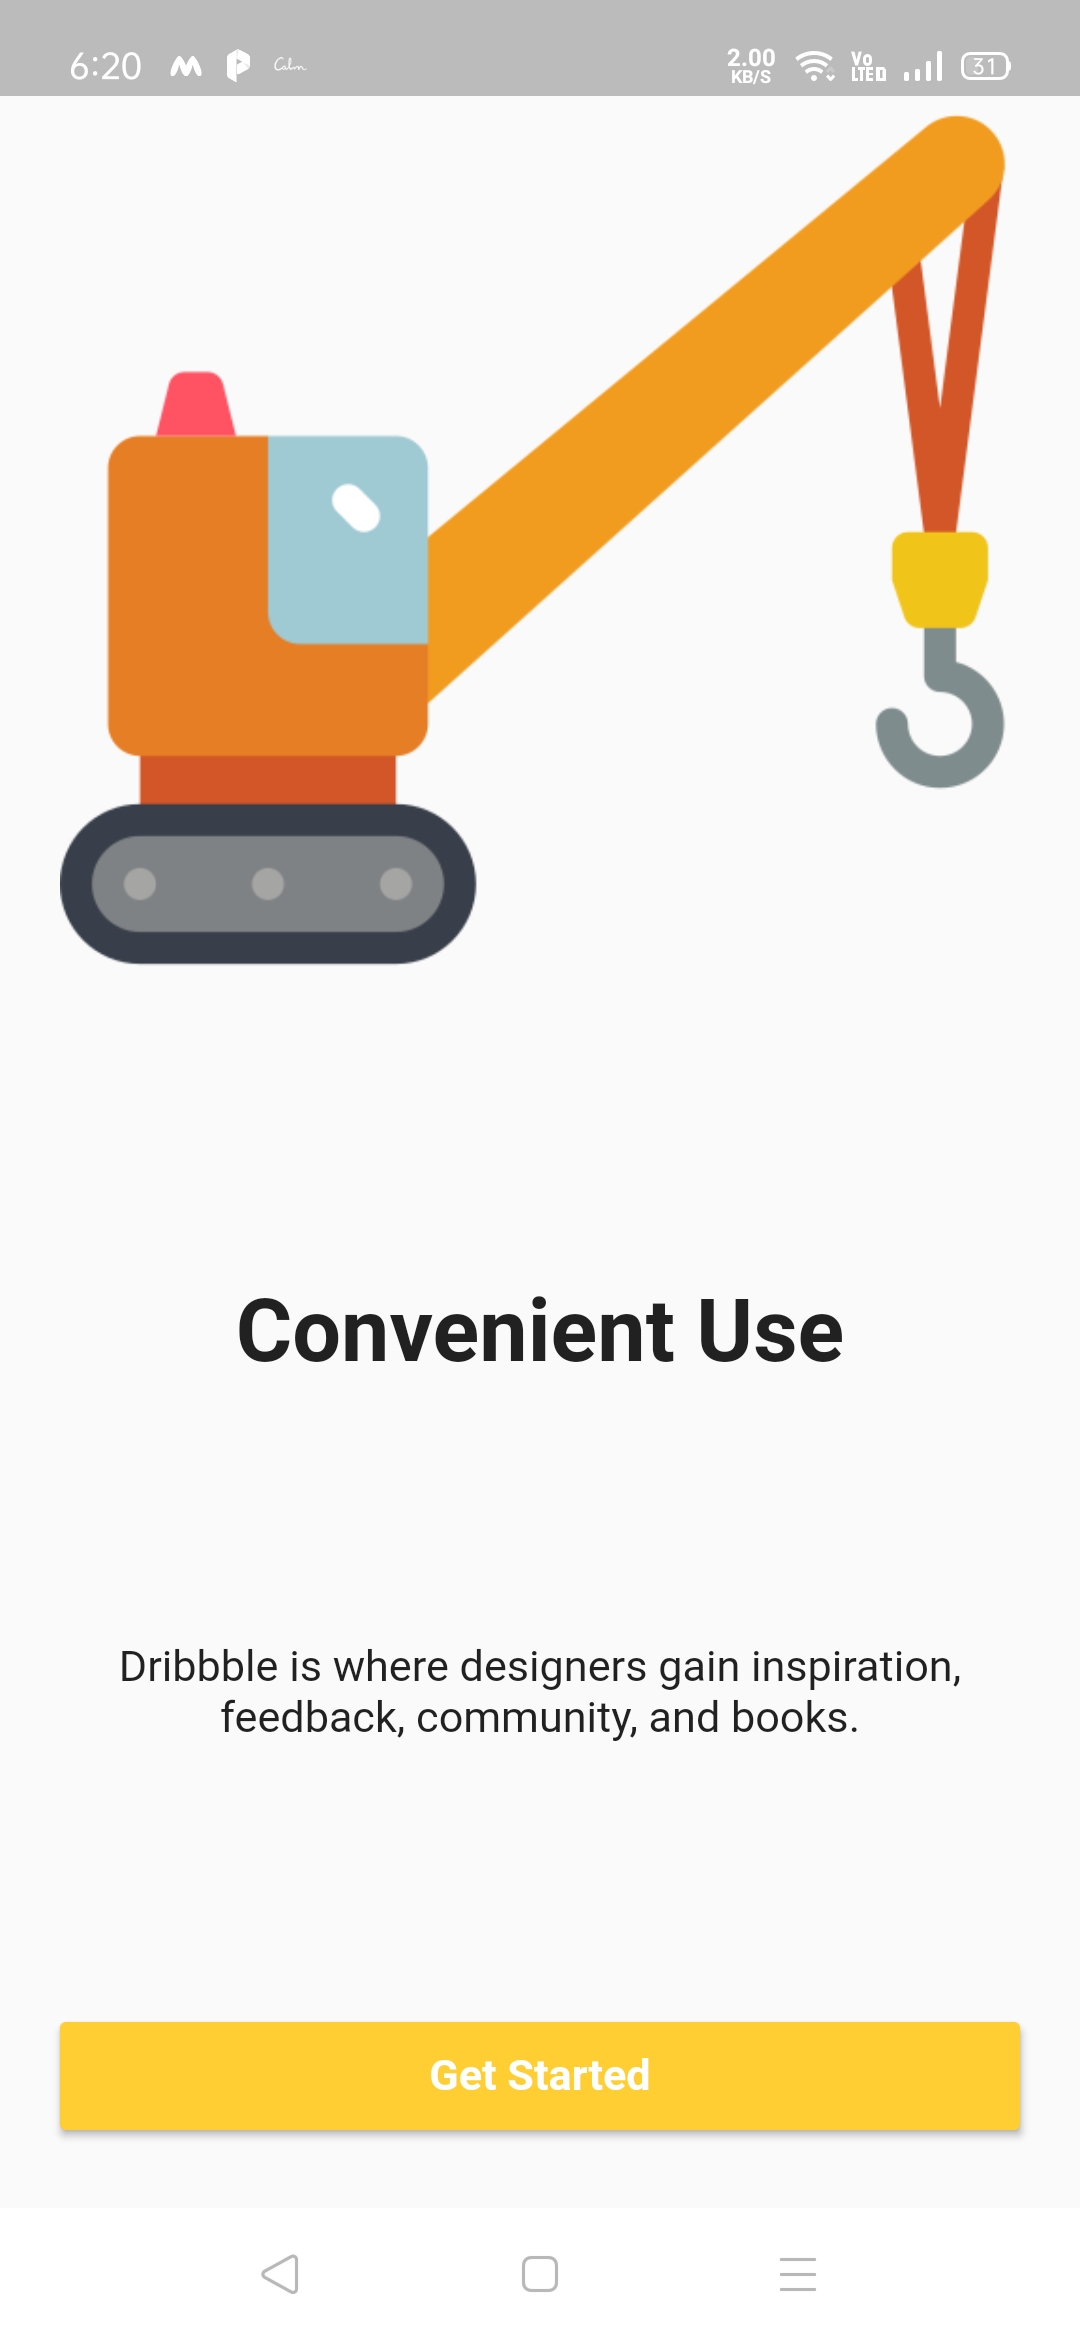 6:20 Calm 2.00 KB/S Vo LTE 31
Convenient Use
Dribbble is where designers gain inspiration,
feedback, community, and books.
Get Started